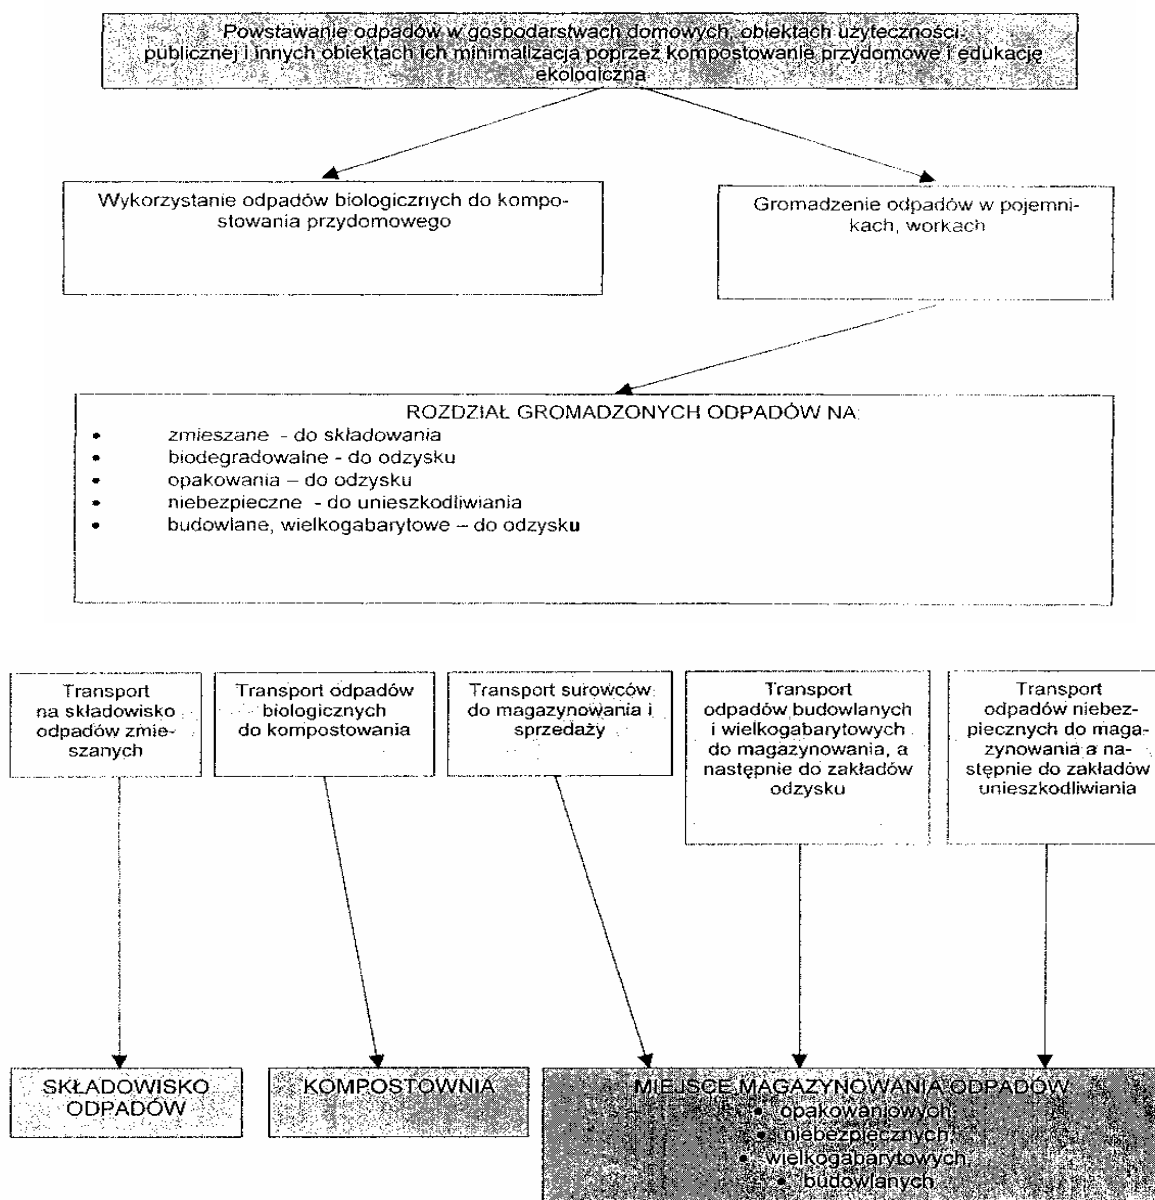 Powstawanie odpadów w gospodarstwach domowych, obiektach użyteczności
publicznej i innych obiektach ich minimalizacja poprzez kompostowanie przydomowe i edukację
ekologiczną
Wykorzystanie odpadów biologicznych do kompo-
stowania przydomowego
Gromadzenie odpadów w pojemni-
kach, workach
ROZDZIAŁ GROMADZONYCH ODPADÓW NA:
• zmieszane - do składowania
• biodegradowalne - do odzysku
• opakowania – do odzysku
• niebezpieczne - do unieszkodliwiania
• budowlane, wielkogabarytowe – do odzysku
Transport
na składowisko
odpadów zmie-
szanych
Transport odpadów
biologicznych
do kompostowania
Transport surowców
do magazynowania i
sprzedaży
Transport
odpadów budowlanych
i wielkogabarytowych
do magazynowania, a
następnie do zakładów
odzysku
Transport
odpadów niebez-
piecznych do maga-
zynowania a na-
stępnie do zakładów
unieszkodliwiania
SKŁADOWISKO
ODPADÓW
KOMPOSTOWNIA
MIEJSCE MAGAZYNOWANIA ODPADÓW
• opakowaniowych,
• niebezpiecznych,
• wielkogabarytowych,
• budowlanych